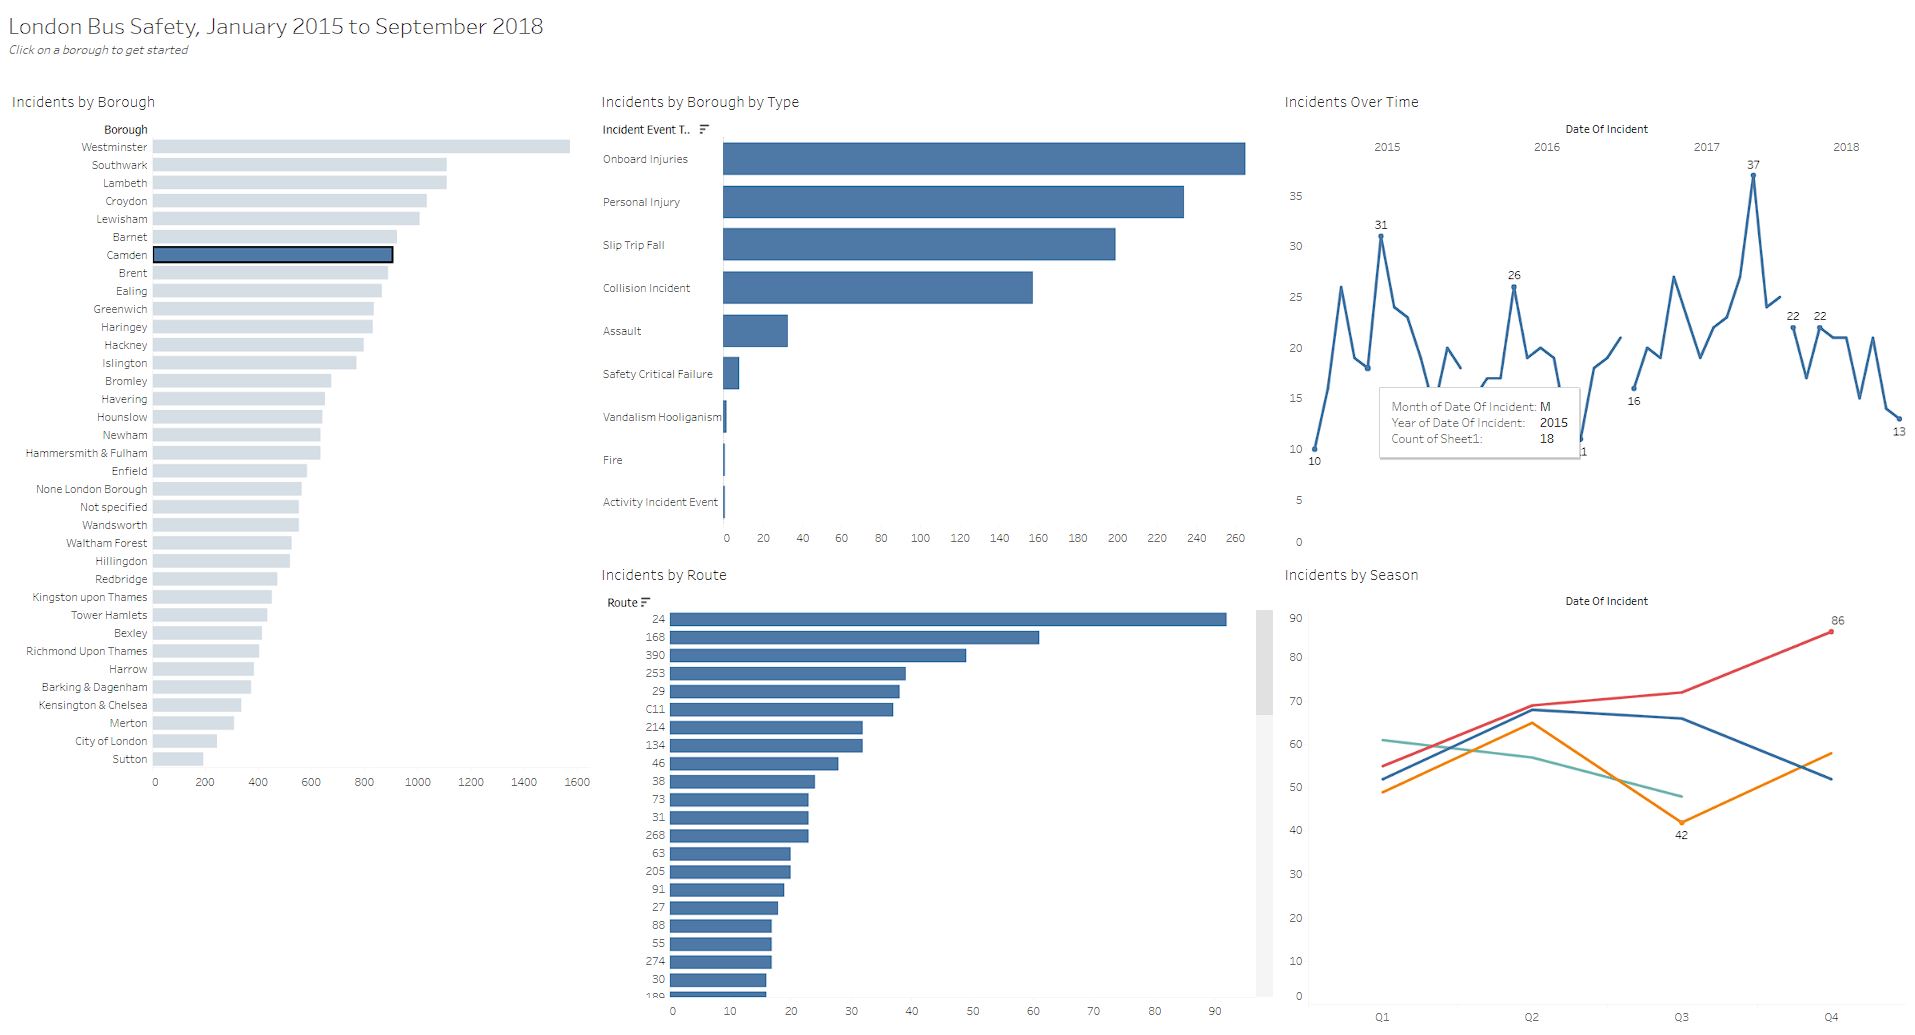 London Bus Safety, January 2015 to September 2018
Click on a borough to get started
Incidents by Borough
Borough
Westminster
Southwark
Lambeth
Croydon
Lewisham
Barnet
Camden
Brent
Ealing
Greenwich
Haringey
Hackney
Islington
Bromley
Havering
Hounslow
Newham
Hammersmith & Fulham
Enfield
None London Borough
Not specified
Wandsworth
Waltham Forest
Hillingdon
Redbridge
Kingston upon Thames
Tower Hamlets
Bexley
Richmond Upon Thames
Harrow
Barking & Dagenham
Kensington & Chelsea
Merton
City of London
Sutton
0 200 400 600 800 1000 1200 1400 1600
Incidents by Borough by Type
Incident Event T..
Onboard Injuries
Personal Injury
Slip Trip Fall
Collision Incident
Assault
Safety Critical Failure
Vandalism Hooliganism
Fire
Activity Incident Event
0 20 40 60 80 100 120 140 160 180 200 220 240 260
Incidents by Route
Route
24
168
390
253
29
C11
214
134
46
38
73
31
268
63
205
91
27
88
55
274
30
189
0 10 20 30 40 50 60 70 80 90
Incidents Over Time
Date Of Incident
2015 2016 2017 2018
37
35
31
30
26
25
22 22
20
16
15
Month of Date Of Incident: M
Year of Date Of Incident: 2015
Count of Sheet1: 18
13
10
1
10
5
0
Incidents by Season
Date Of Incident
90
86
80
70
60
50
40
42
30
20
10
0
Q1 Q2 Q3 Q4